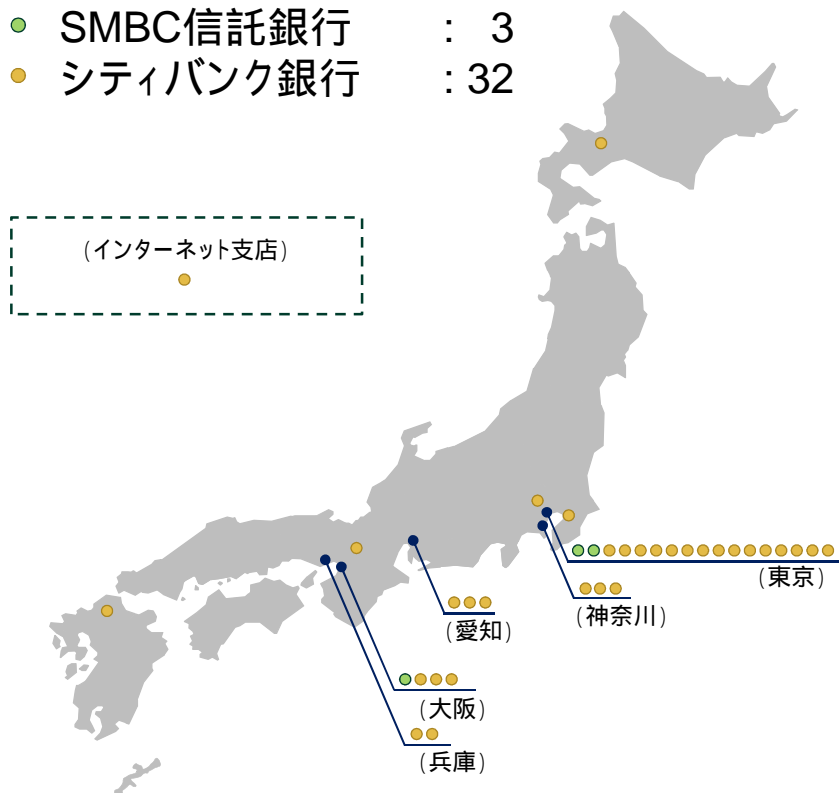 SMBC信託銀行 : 3
シティバンク銀行 : 32
(インターネット支店)
(東京)
(神奈川)
(愛知)
(大阪)
(兵庫)